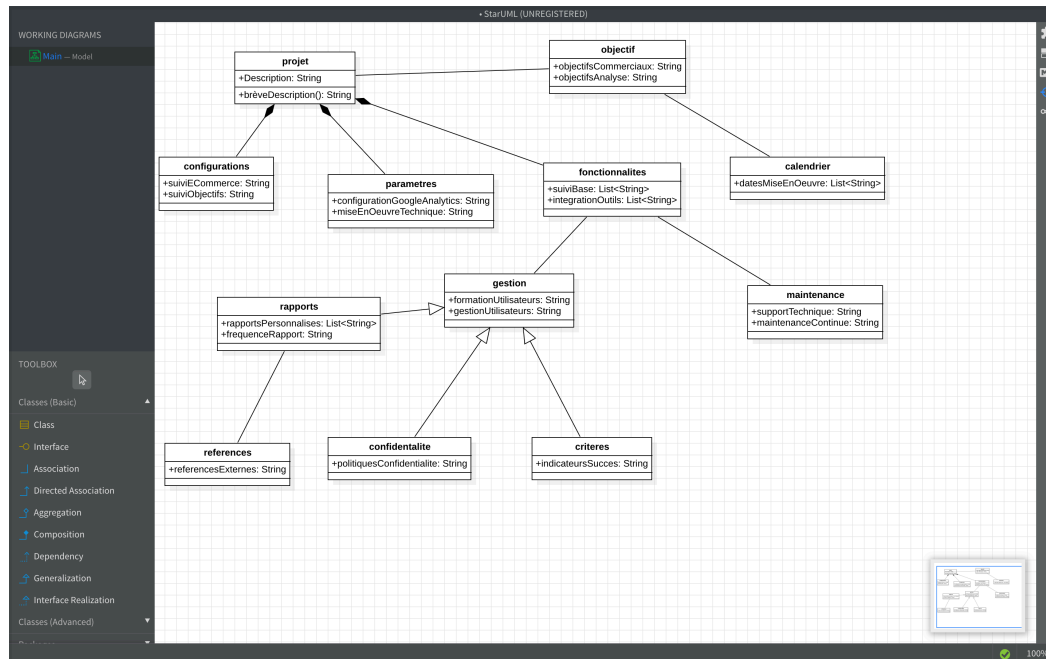 • StarUML (UNREGISTERED)
WORKING DIAGRAMS
Main — Model
TOOLBOX
Classes (Basic)
Class
Interface
Association
Directed Association
Aggregation
Composition
Dependency
Generalization
Interface Realization
Classes (Advanced)
projet
+Description: String
+brèveDescription(): String
objectif
+objectifsCommerciaux: String
+objectifsAnalyse: String
configurations
+suiviECommerce: String
+suiviObjectifs: String
parametres
+configurationGoogleAnalytics: String
+miseEnOeuvreTechnique: String
fonctionnalites
+suiviBase: List<String>
+integrationOutils: List<String>
calendrier
+datesMiseEnOeuvre: List<String>
gestion
+formationUtilisateurs: String
+gestionUtilisateurs: String
maintenance
+supportTechnique: String
+maintenanceContinue: String
rapports
+rapportsPersonnalises: List<String>
+frequenceRapport: String
references
+referencesExternes: String
confidentalite
+politiquesConfidentialite: String
criteres
+indicateursSucces: String
100%